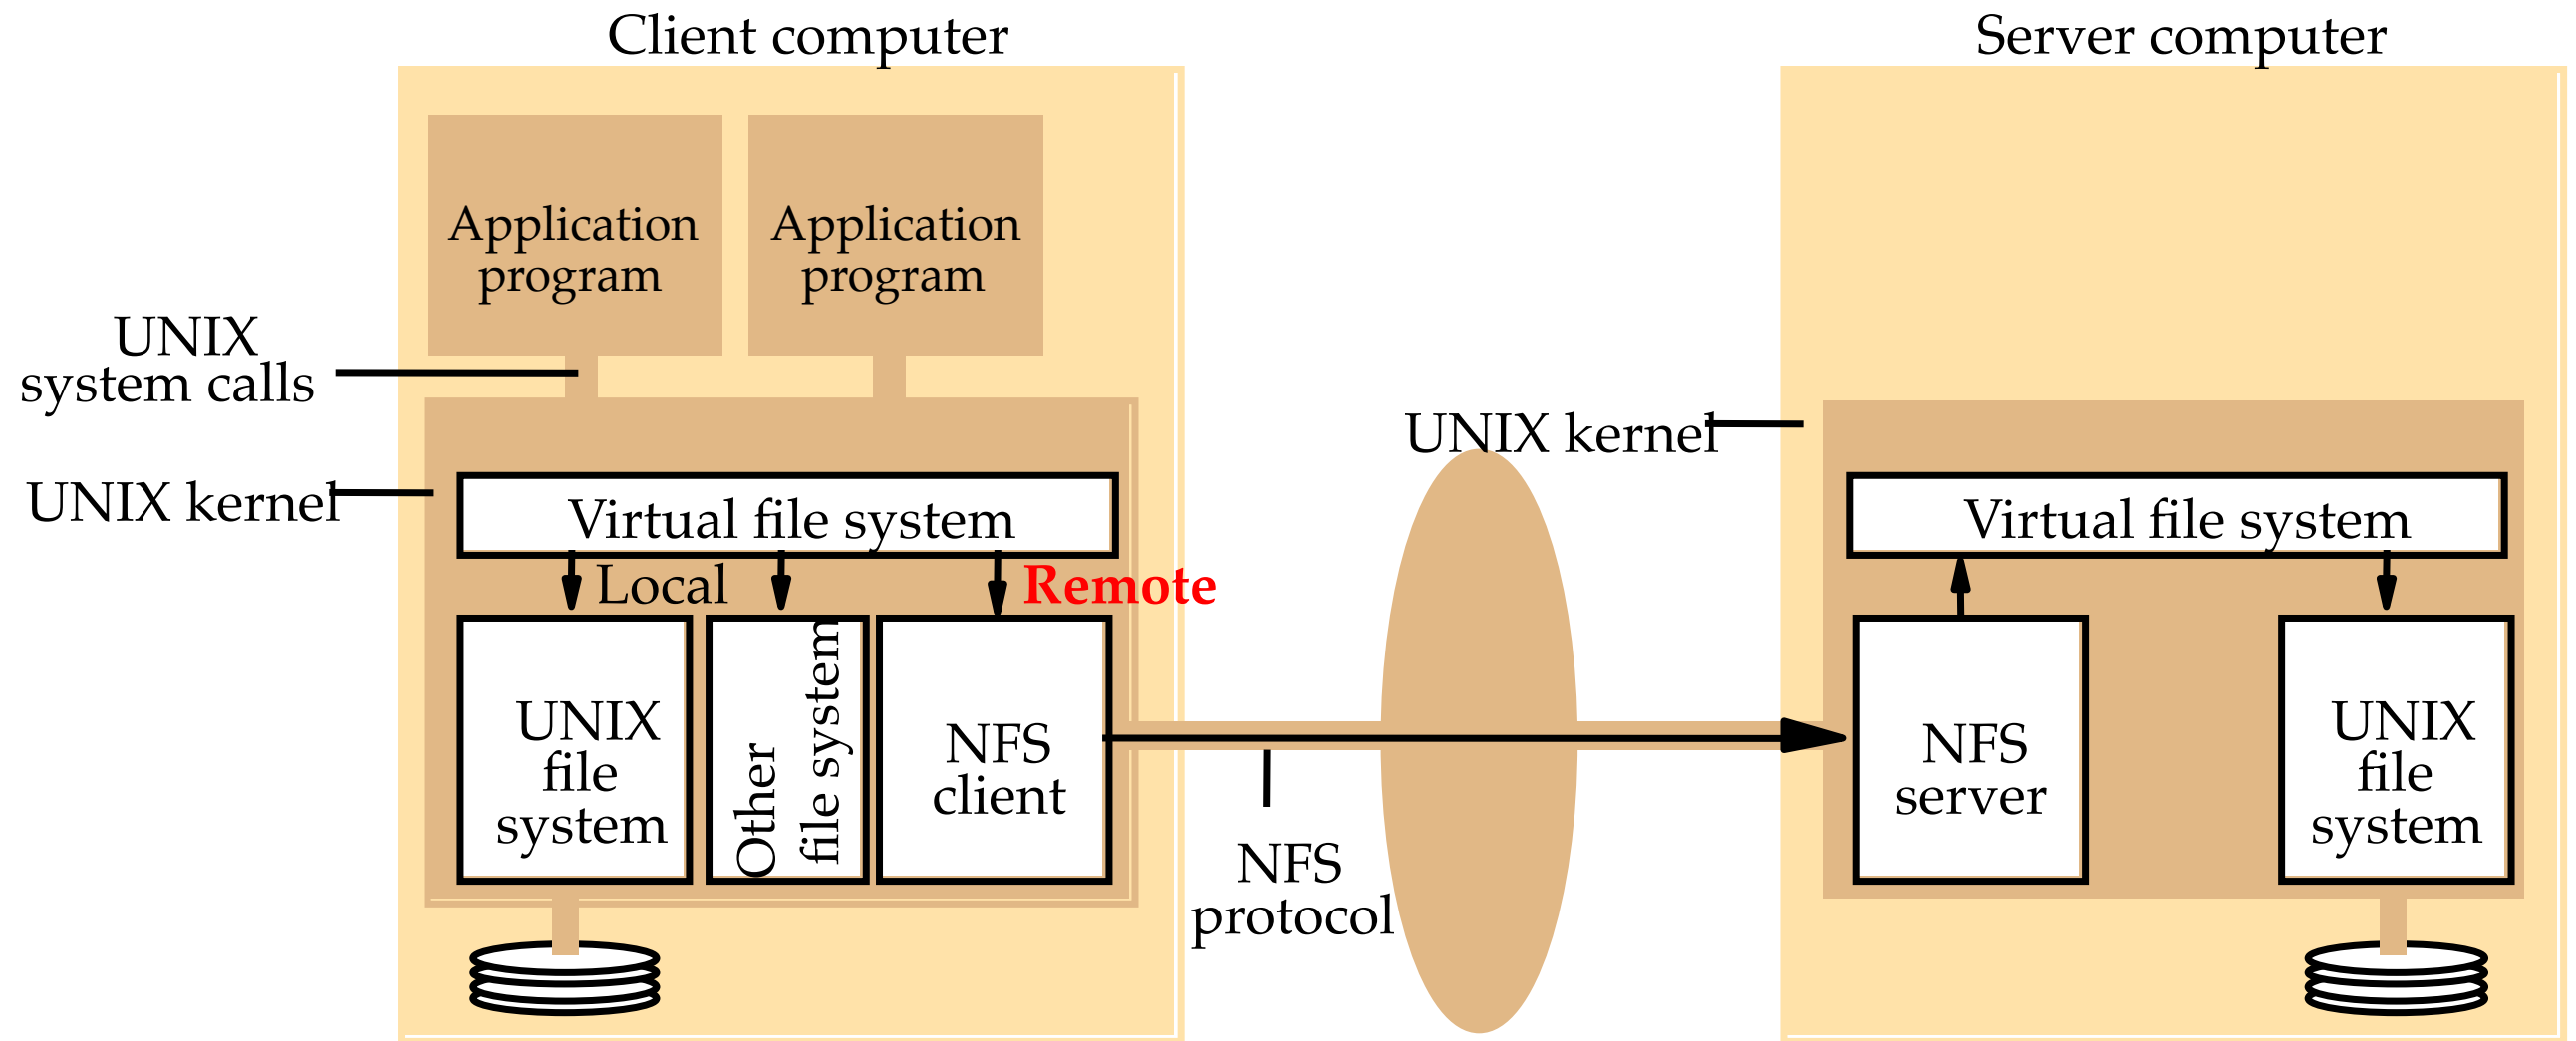 Client computer
Server computer
Application
program
Application
program
UNIX
system calls
UNIX kernel
UNIX kernel
Virtual file system
Virtual file system
Local
Remote
UNIX
file
system
Other
file system
NFS
client
NFS
protocol
NFS
server
UNIX
file
system